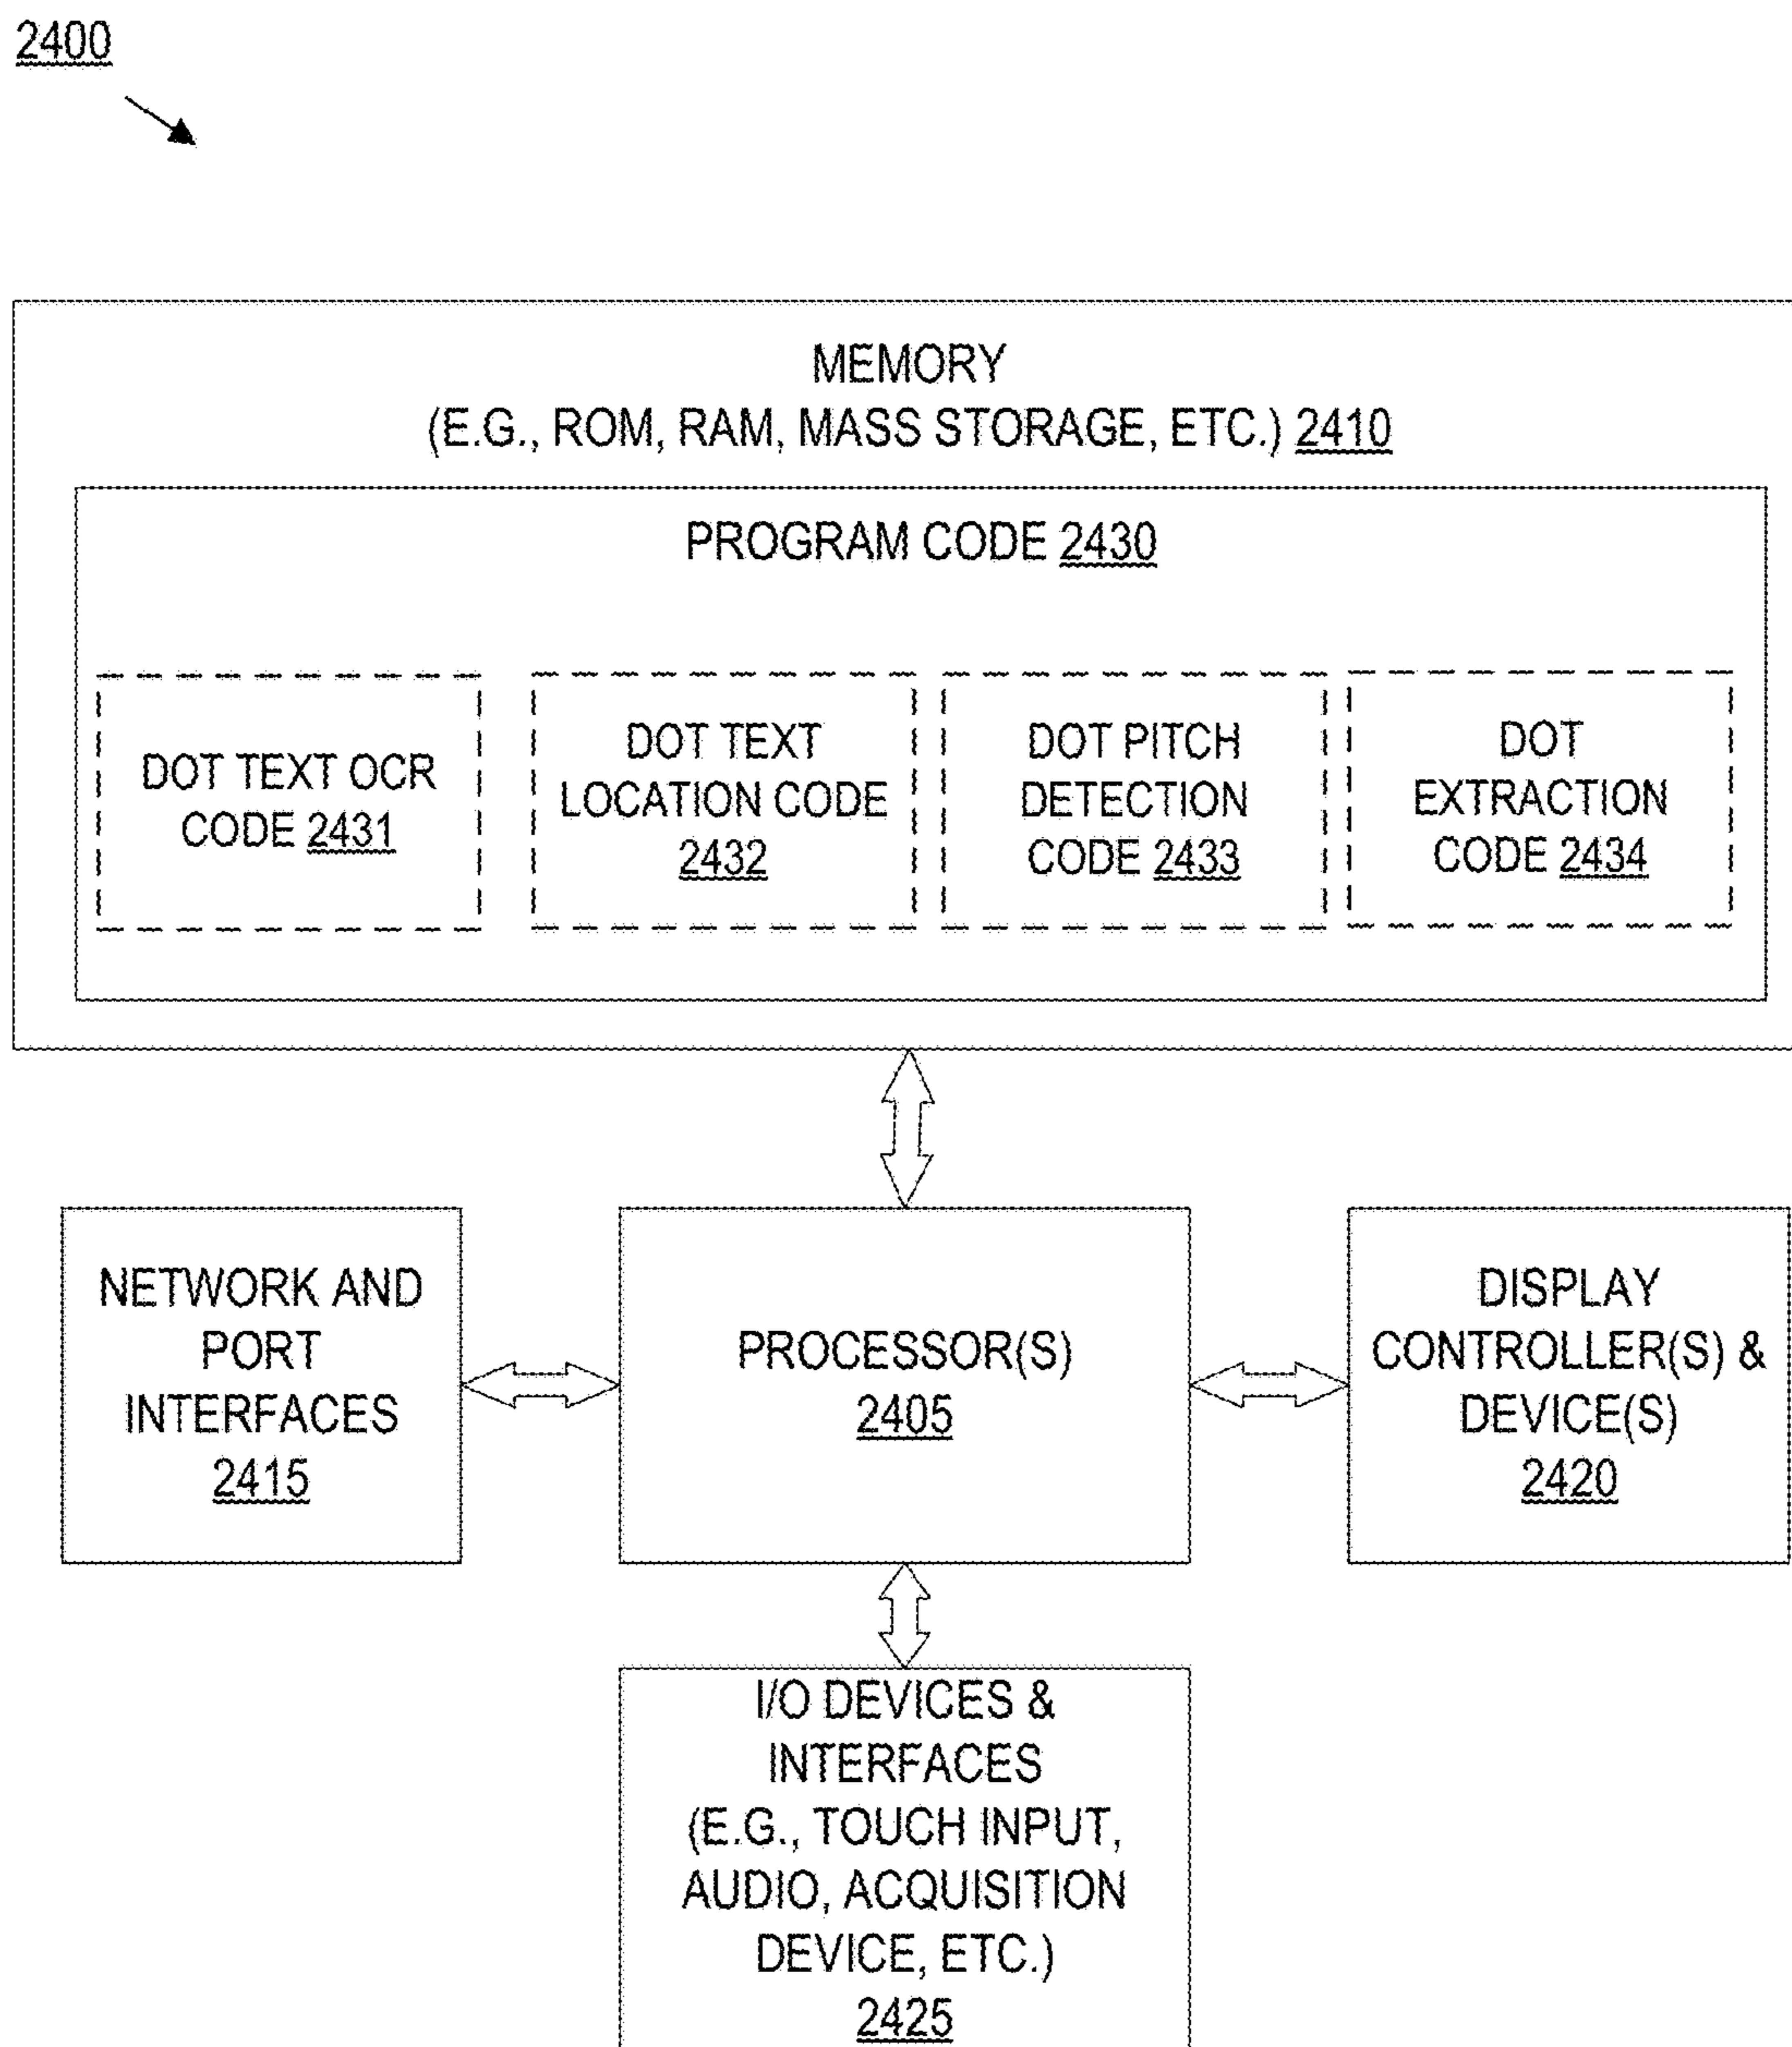 2400
MEMORY
(E.G., ROM, RAM, MASS STORAGE, ETC.) 2410
PROGRAM CODE 2430
DOT TEXT OCR
CODE 2431
DOT TEXT
LOCATION CODE
2432
DOT PITCH
DETECTION
CODE 2433
DOT
EXTRACTION
CODE 2434
NETWORK AND
PORT
INTERFACES
2415
PROCESSOR(S)
2405
DISPLAY
CONTROLLER(S) &
DEVICE(S)
2420
I/O DEVICES &
INTERFACES
(E.G., TOUCH INPUT,
AUDIO, ACQUISITION
DEVICE, ETC.)
2425